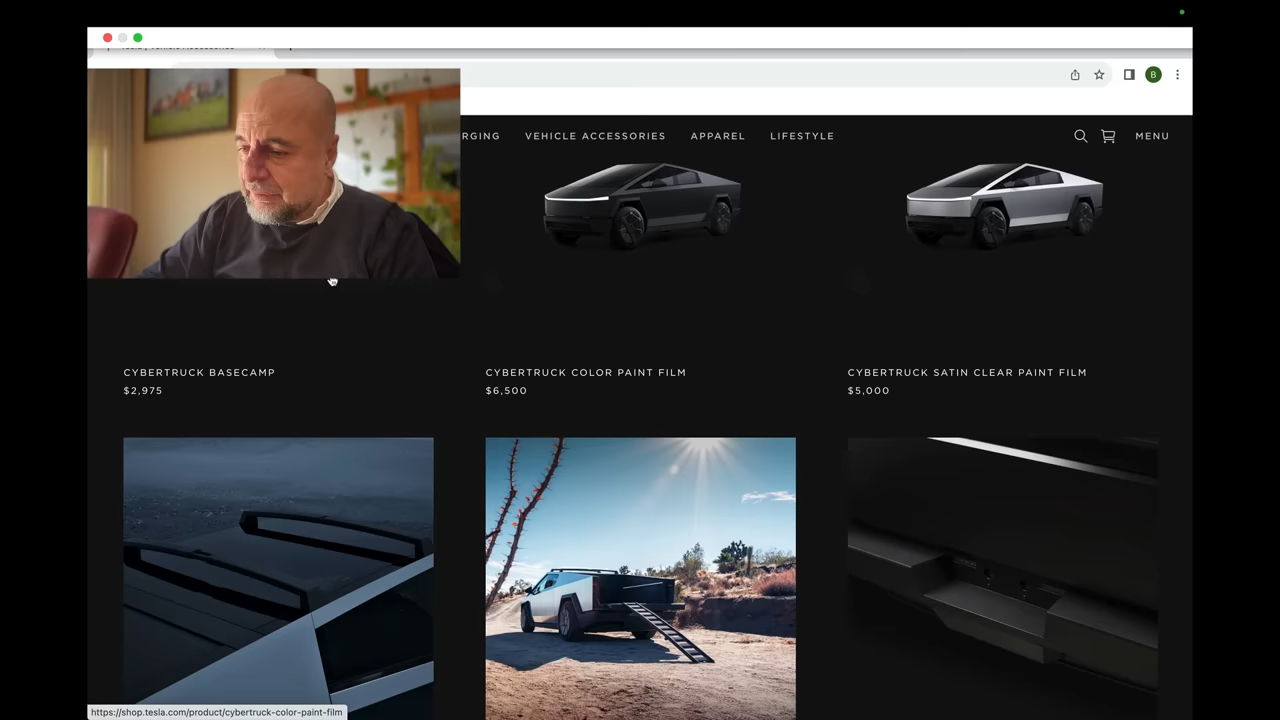 B
RGING VEHICLE ACCESSORIES APPAREL LIFESTYLE MENU
CYBERTRUCK BASECAMP
$2,975
CYBERTRUCK COLOR PAINT FILM
$6,500
CYBERTRUCK SATIN CLEAR PAINT FILM
$5,000
https://shop.tesla.com/product/cybertruck-color-paint-film